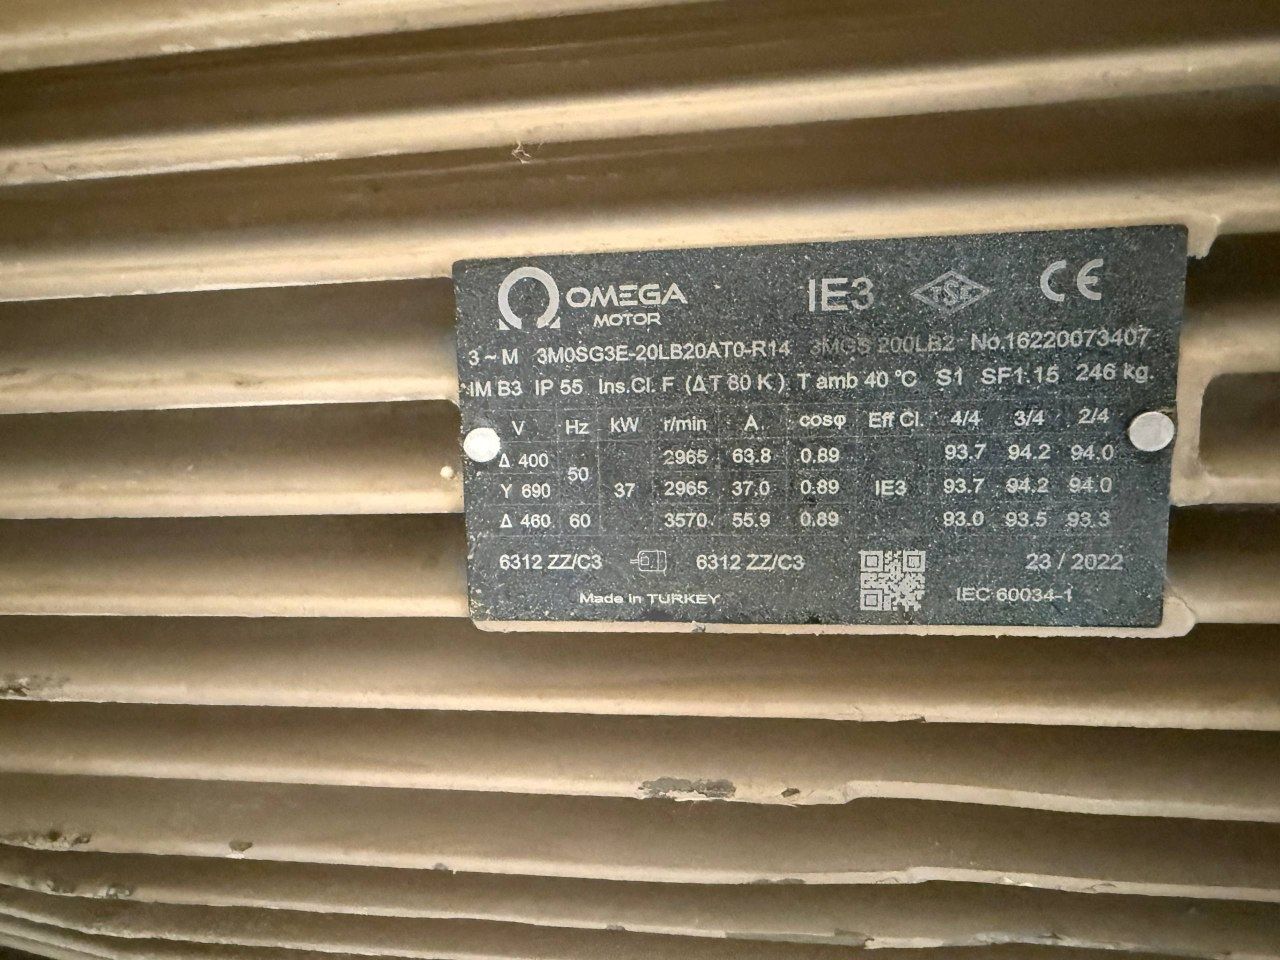 OMEGA
MOTOR
IE3
TSE
CE
3 ~ M 3M0SG3E-20LB20AT0-R14 3MGS 200LB2 No.16220073407
IM B3 IP 55 Ins.Cl. F (ΔT 80 K) T amb 40 °C S1 SF1.15 246 kg.
V Hz kW r/min A. cosφ Eff Cl. 4/4 3/4 2/4
Δ 400 50 37 2965 63.8 0.89 IE3 93.7 94.2 94.0
Y 690 2965 37.0 0.89 93.7 94.2 94.0
Δ 460 60 3570 55.9 0.89 93.0 93.5 93.3
6312 ZZ/C3 6312 ZZ/C3 23 / 2022
Made in TURKEY IEC 60034-1